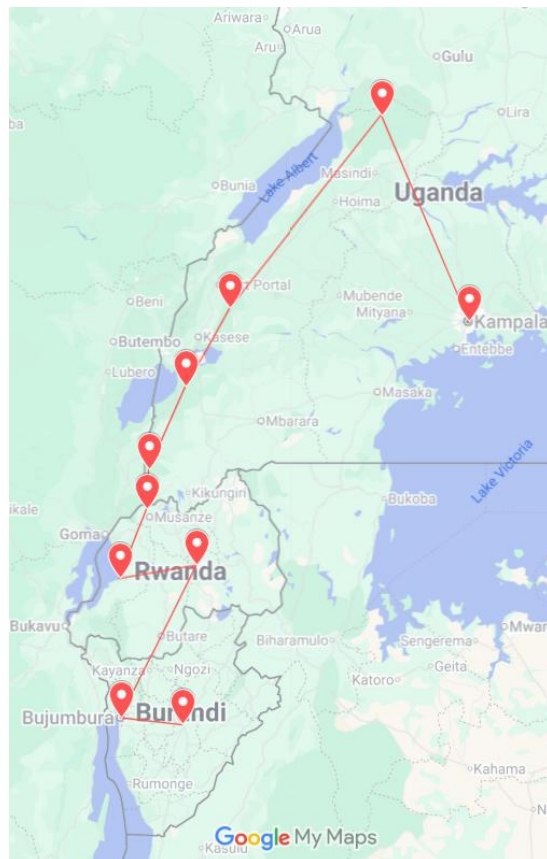 Ariwara
Arua
Aru
Gulu
Lira
Lake Albert
Masindi
Bunia
Uganda
Hoima
Portal
Beni
Mubende
Mityana
Kampala
Kasese
Butembo
Entebbe
Lubero
Masaka
Mbarara
Lake Victoria
Kikungiri
Bukoba
Musanze
Goma
Rwanda
Bukavu
Butare
Biharamulo
Sengerema
Mwan
Kayanza
Ngozi
Geita
Katoro
Bujumbura
Burundi
Kahama
Rumonge
Kasulu
Google My Maps